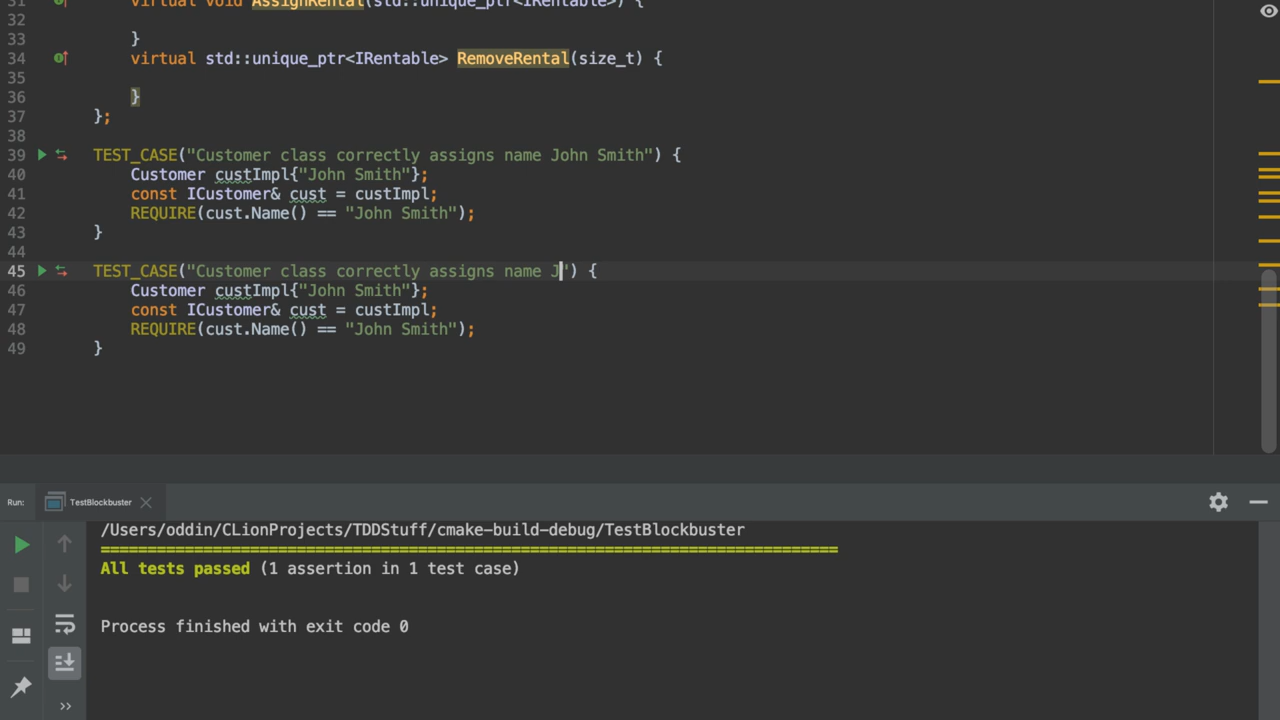 31 virtual void AssignRental(std::unique_ptr<IRentable>) {
32
33 }
34 virtual std::unique_ptr<IRentable> RemoveRental(size_t) {
35
36 }
37 };
38
39 TEST_CASE("Customer class correctly assigns name John Smith") {
40 Customer custImpl{"John Smith"};
41 const ICustomer& cust = custImpl;
42 REQUIRE(cust.Name() == "John Smith");
43 }
44
45 TEST_CASE("Customer class correctly assigns name J") {
46 Customer custImpl{"John Smith"};
47 const ICustomer& cust = custImpl;
48 REQUIRE(cust.Name() == "John Smith");
49 }
Run: TestBlockbuster
/Users/oddin/CLionProjects/TDDStuff/cmake-build-debug/TestBlockbuster
===============================================================================
All tests passed (1 assertion in 1 test case)
Process finished with exit code 0